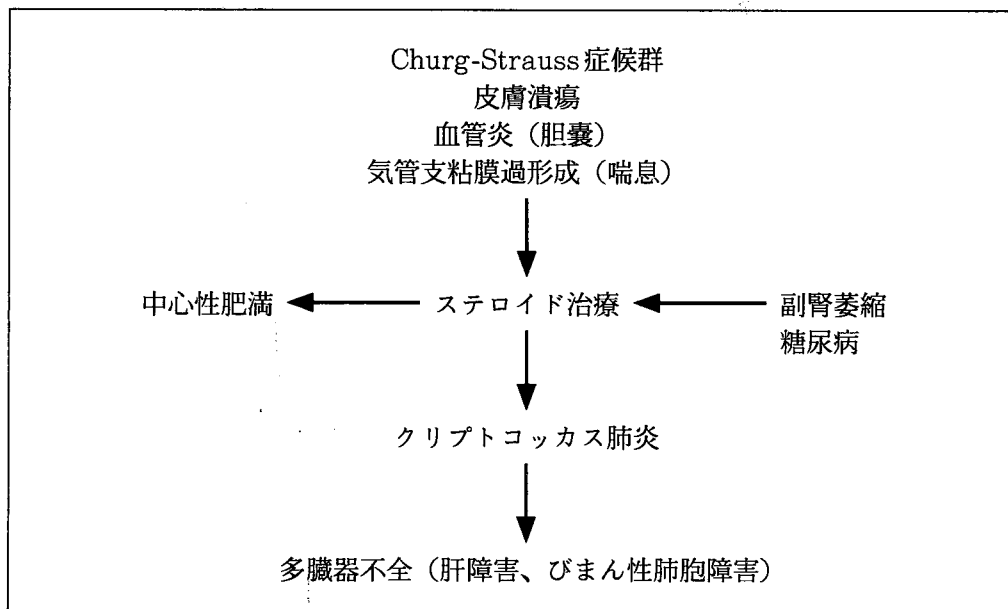 Churg-Strauss症候群
皮膚潰瘍
血管炎（胆嚢）
気管支粘膜過形成（喘息）
中心性肥満
ステロイド治療
副腎萎縮
糖尿病
クリプトコッカス肺炎
多臓器不全（肝障害、びまん性肺胞障害）